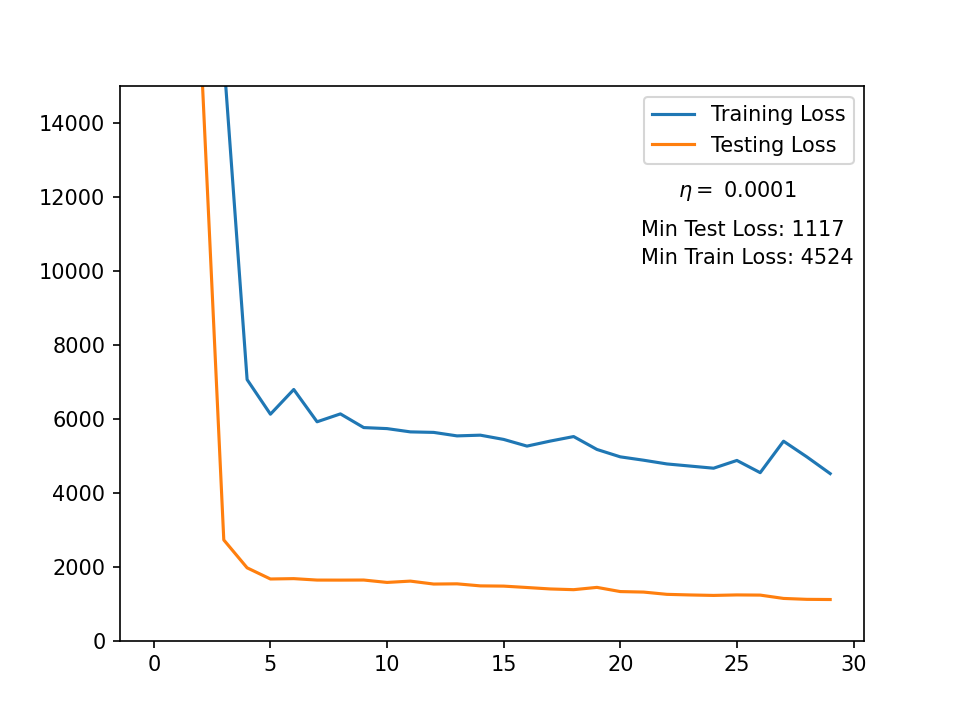 Training Loss
Testing Loss
η = 0.0001
Min Test Loss: 1117
Min Train Loss: 4524
14000
12000
10000
8000
6000
4000
2000
0
0 5 10 15 20 25 30